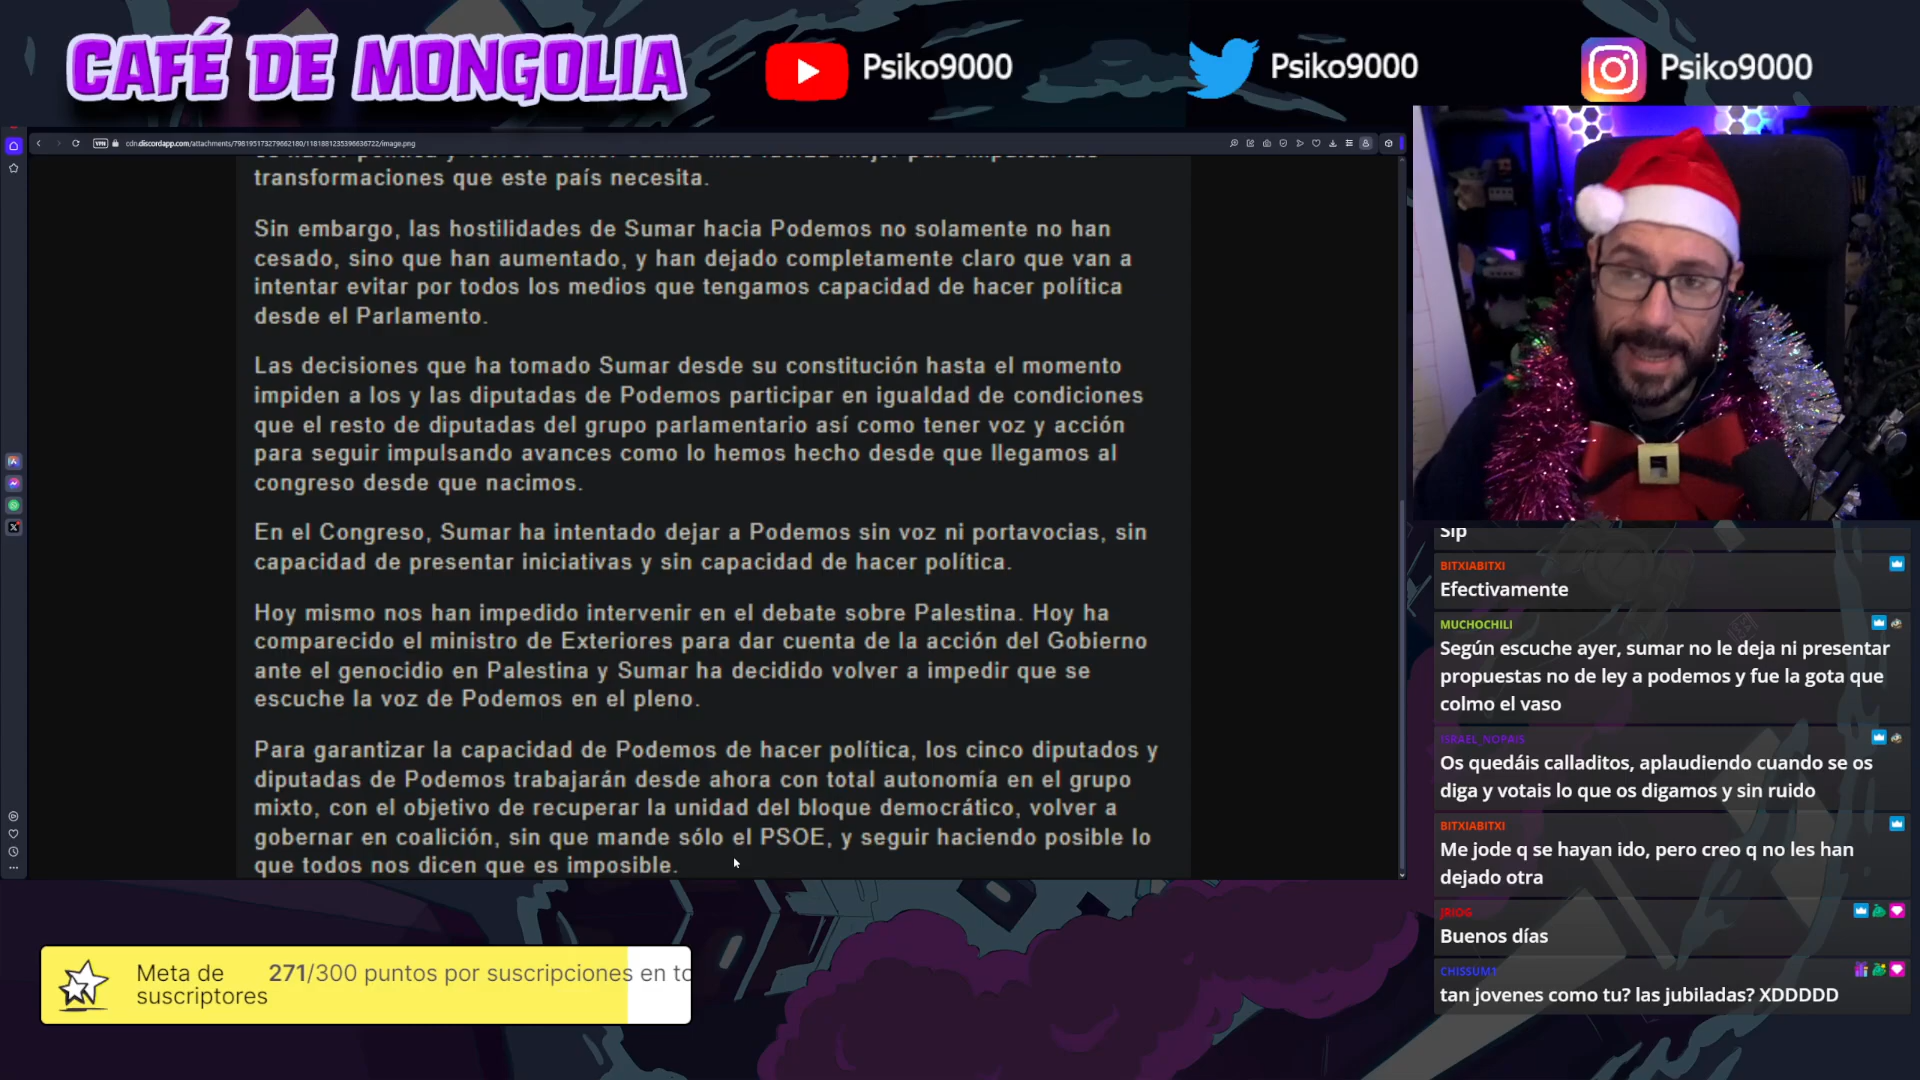 CAFÉ DE MONGOLIA
Psiko9000
Psiko9000
Psiko9000
VPN
cdn.discordapp.com/attachments/798195173279662180/1181881235396636722/image.png
transformaciones que este país necesita.
Sin embargo, las hostilidades de Sumar hacia Podemos no solamente no han
cesado, sino que han aumentado, y han dejado completamente claro que van a
intentar evitar por todos los medios que tengamos capacidad de hacer política
desde el Parlamento.
Las decisiones que ha tomado Sumar desde su constitución hasta el momento
impiden a los y las diputadas de Podemos participar en igualdad de condiciones
que el resto de diputadas del grupo parlamentario así como tener voz y acción
para seguir impulsando avances como lo hemos hecho desde que llegamos al
congreso desde que nacimos.
En el Congreso, Sumar ha intentado dejar a Podemos sin voz ni portavocias, sin
capacidad de presentar iniciativas y sin capacidad de hacer política.
Hoy mismo nos han impedido intervenir en el debate sobre Palestina. Hoy ha
comparecido el ministro de Exteriores para dar cuenta de la acción del Gobierno
ante el genocidio en Palestina y Sumar ha decidido volver a impedir que se
escuche la voz de Podemos en el pleno.
Para garantizar la capacidad de Podemos de hacer política, los cinco diputados y
diputadas de Podemos trabajarán desde ahora con total autonomía en el grupo
mixto, con el objetivo de recuperar la unidad del bloque democrático, volver a
gobernar en coalición, sin que mande sólo el PSOE, y seguir haciendo posible lo
que todos nos dicen que es imposible.
Sip
BITXIABITXI
Efectivamente
MUCHOCHILI
Según escuche ayer, sumar no le deja ni presentar
propuestas no de ley a podemos y fue la gota que
colmo el vaso
ISRAEL_NOPAIS
Os quedáis calladitos, aplaudiendo cuando se os
diga y votais lo que os digamos y sin ruido
BITXIABITXI
Me jode q se hayan ido, pero creo q no les han
dejado otra
JRIOG
Buenos días
CHISSUM1
tan jovenes como tu? las jubiladas? XDDDDD
Meta de
suscriptores
271/300 puntos por suscripciones en to